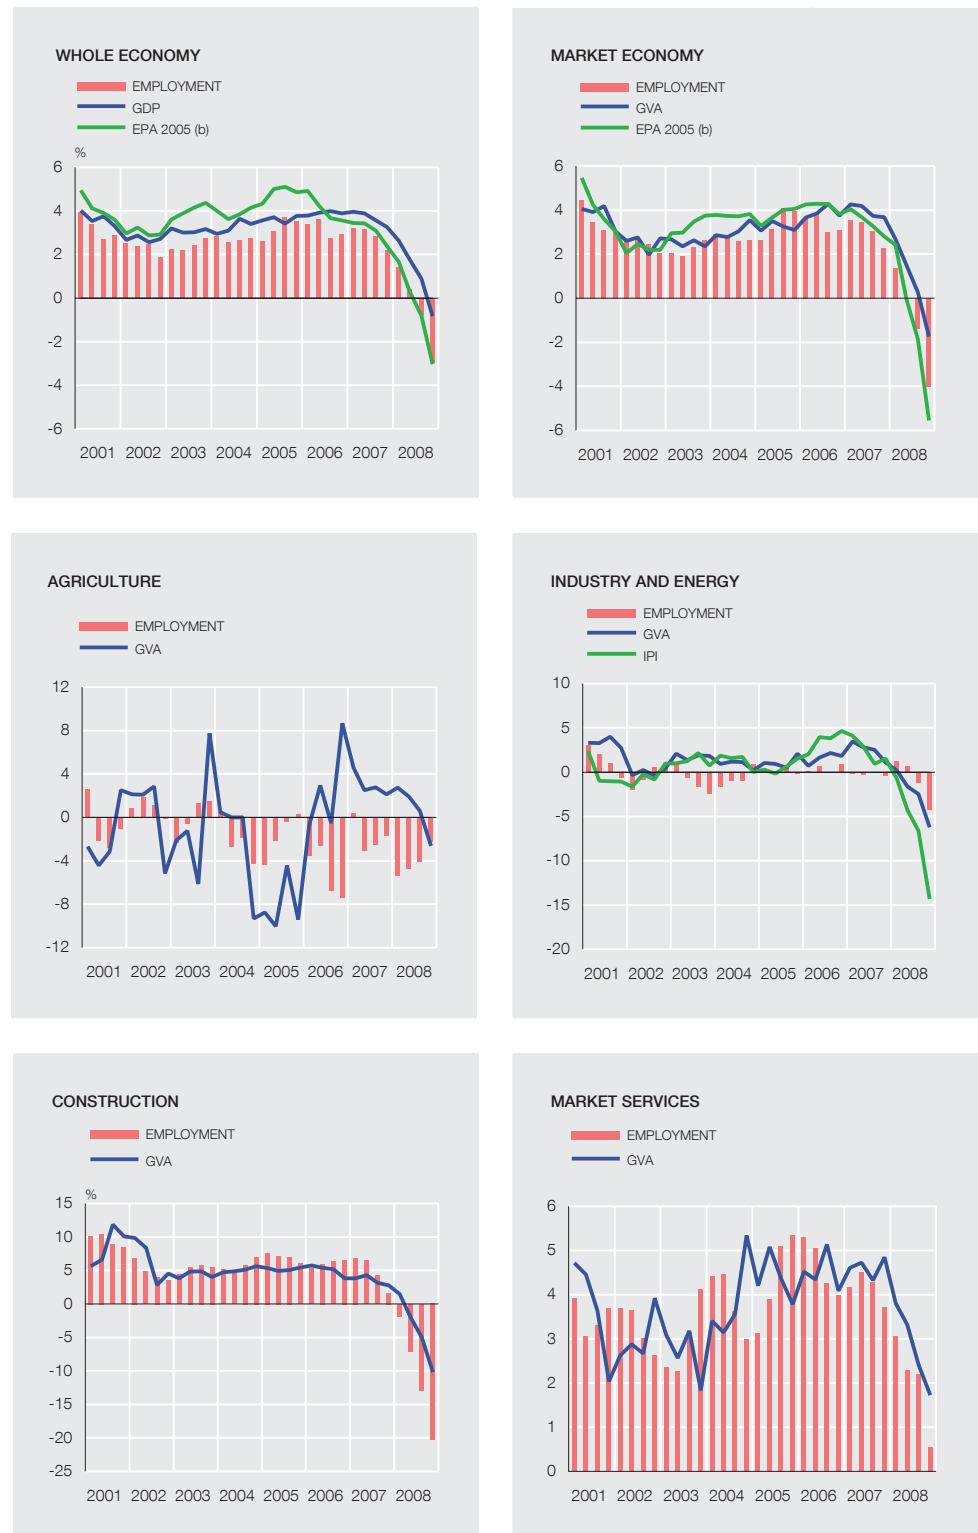 WHOLE ECONOMY
EMPLOYMENT
GDP
EPA 2005 (b)
%
6
4
2
0
-2
-4
-6
2001 2002 2003 2004 2005 2006 2007 2008
MARKET ECONOMY
EMPLOYMENT
GVA
EPA 2005 (b)
6
4
2
0
-2
-4
-6
2001 2002 2003 2004 2005 2006 2007 2008
AGRICULTURE
EMPLOYMENT
GVA
12
8
4
0
-4
-8
-12
2001 2002 2003 2004 2005 2006 2007 2008
INDUSTRY AND ENERGY
EMPLOYMENT
GVA
IPI
10
5
0
-5
-10
-15
-20
2001 2002 2003 2004 2005 2006 2007 2008
CONSTRUCTION
EMPLOYMENT
GVA
%
15
10
5
0
-5
-10
-15
-20
-25
2001 2002 2003 2004 2005 2006 2007 2008
MARKET SERVICES
EMPLOYMENT
GVA
6
5
4
3
2
1
0
2001 2002 2003 2004 2005 2006 2007 2008